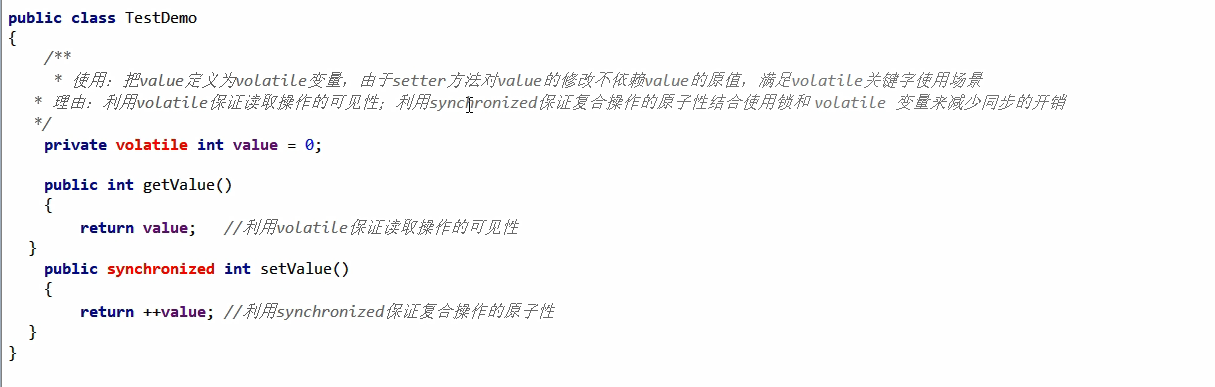 public class TestDemo
{
/**
* 使用：把value定义为volatile变量，由于setter方法对value的修改不依赖value的原值，满足volatile关键字使用场景
* 理由：利用volatile保证读取操作的可见性；利用synchronized保证复合操作的原子性结合使用锁和 volatile 变量来减少同步的开销
*/
private volatile int value = 0;
public int getValue()
{
return value; //利用volatile保证读取操作的可见性
}
public synchronized int setValue()
{
return ++value; //利用synchronized保证复合操作的原子性
}
}